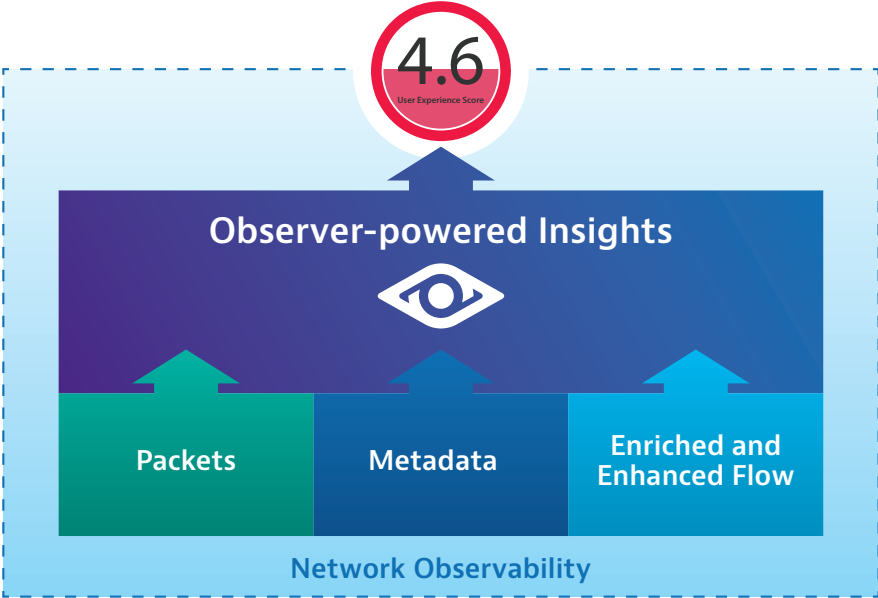 4.6
User Experience Score
Observer-powered Insights
Packets
Metadata
Enriched and
Enhanced Flow
Network Observability